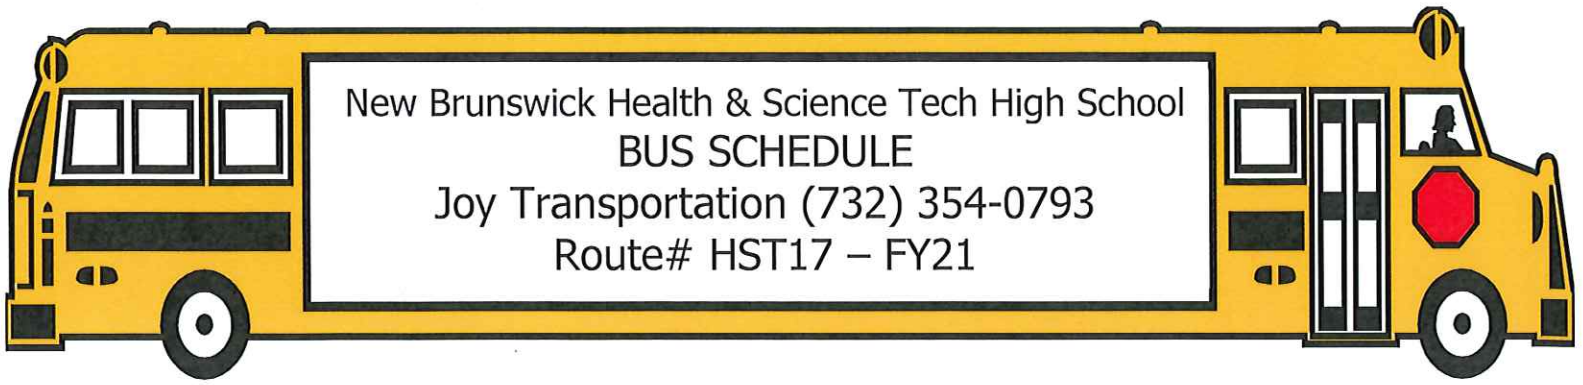 New Brunswick Health & Science Tech High School
BUS SCHEDULE
Joy Transportation (732) 354-0793
Route# HST17 – FY21